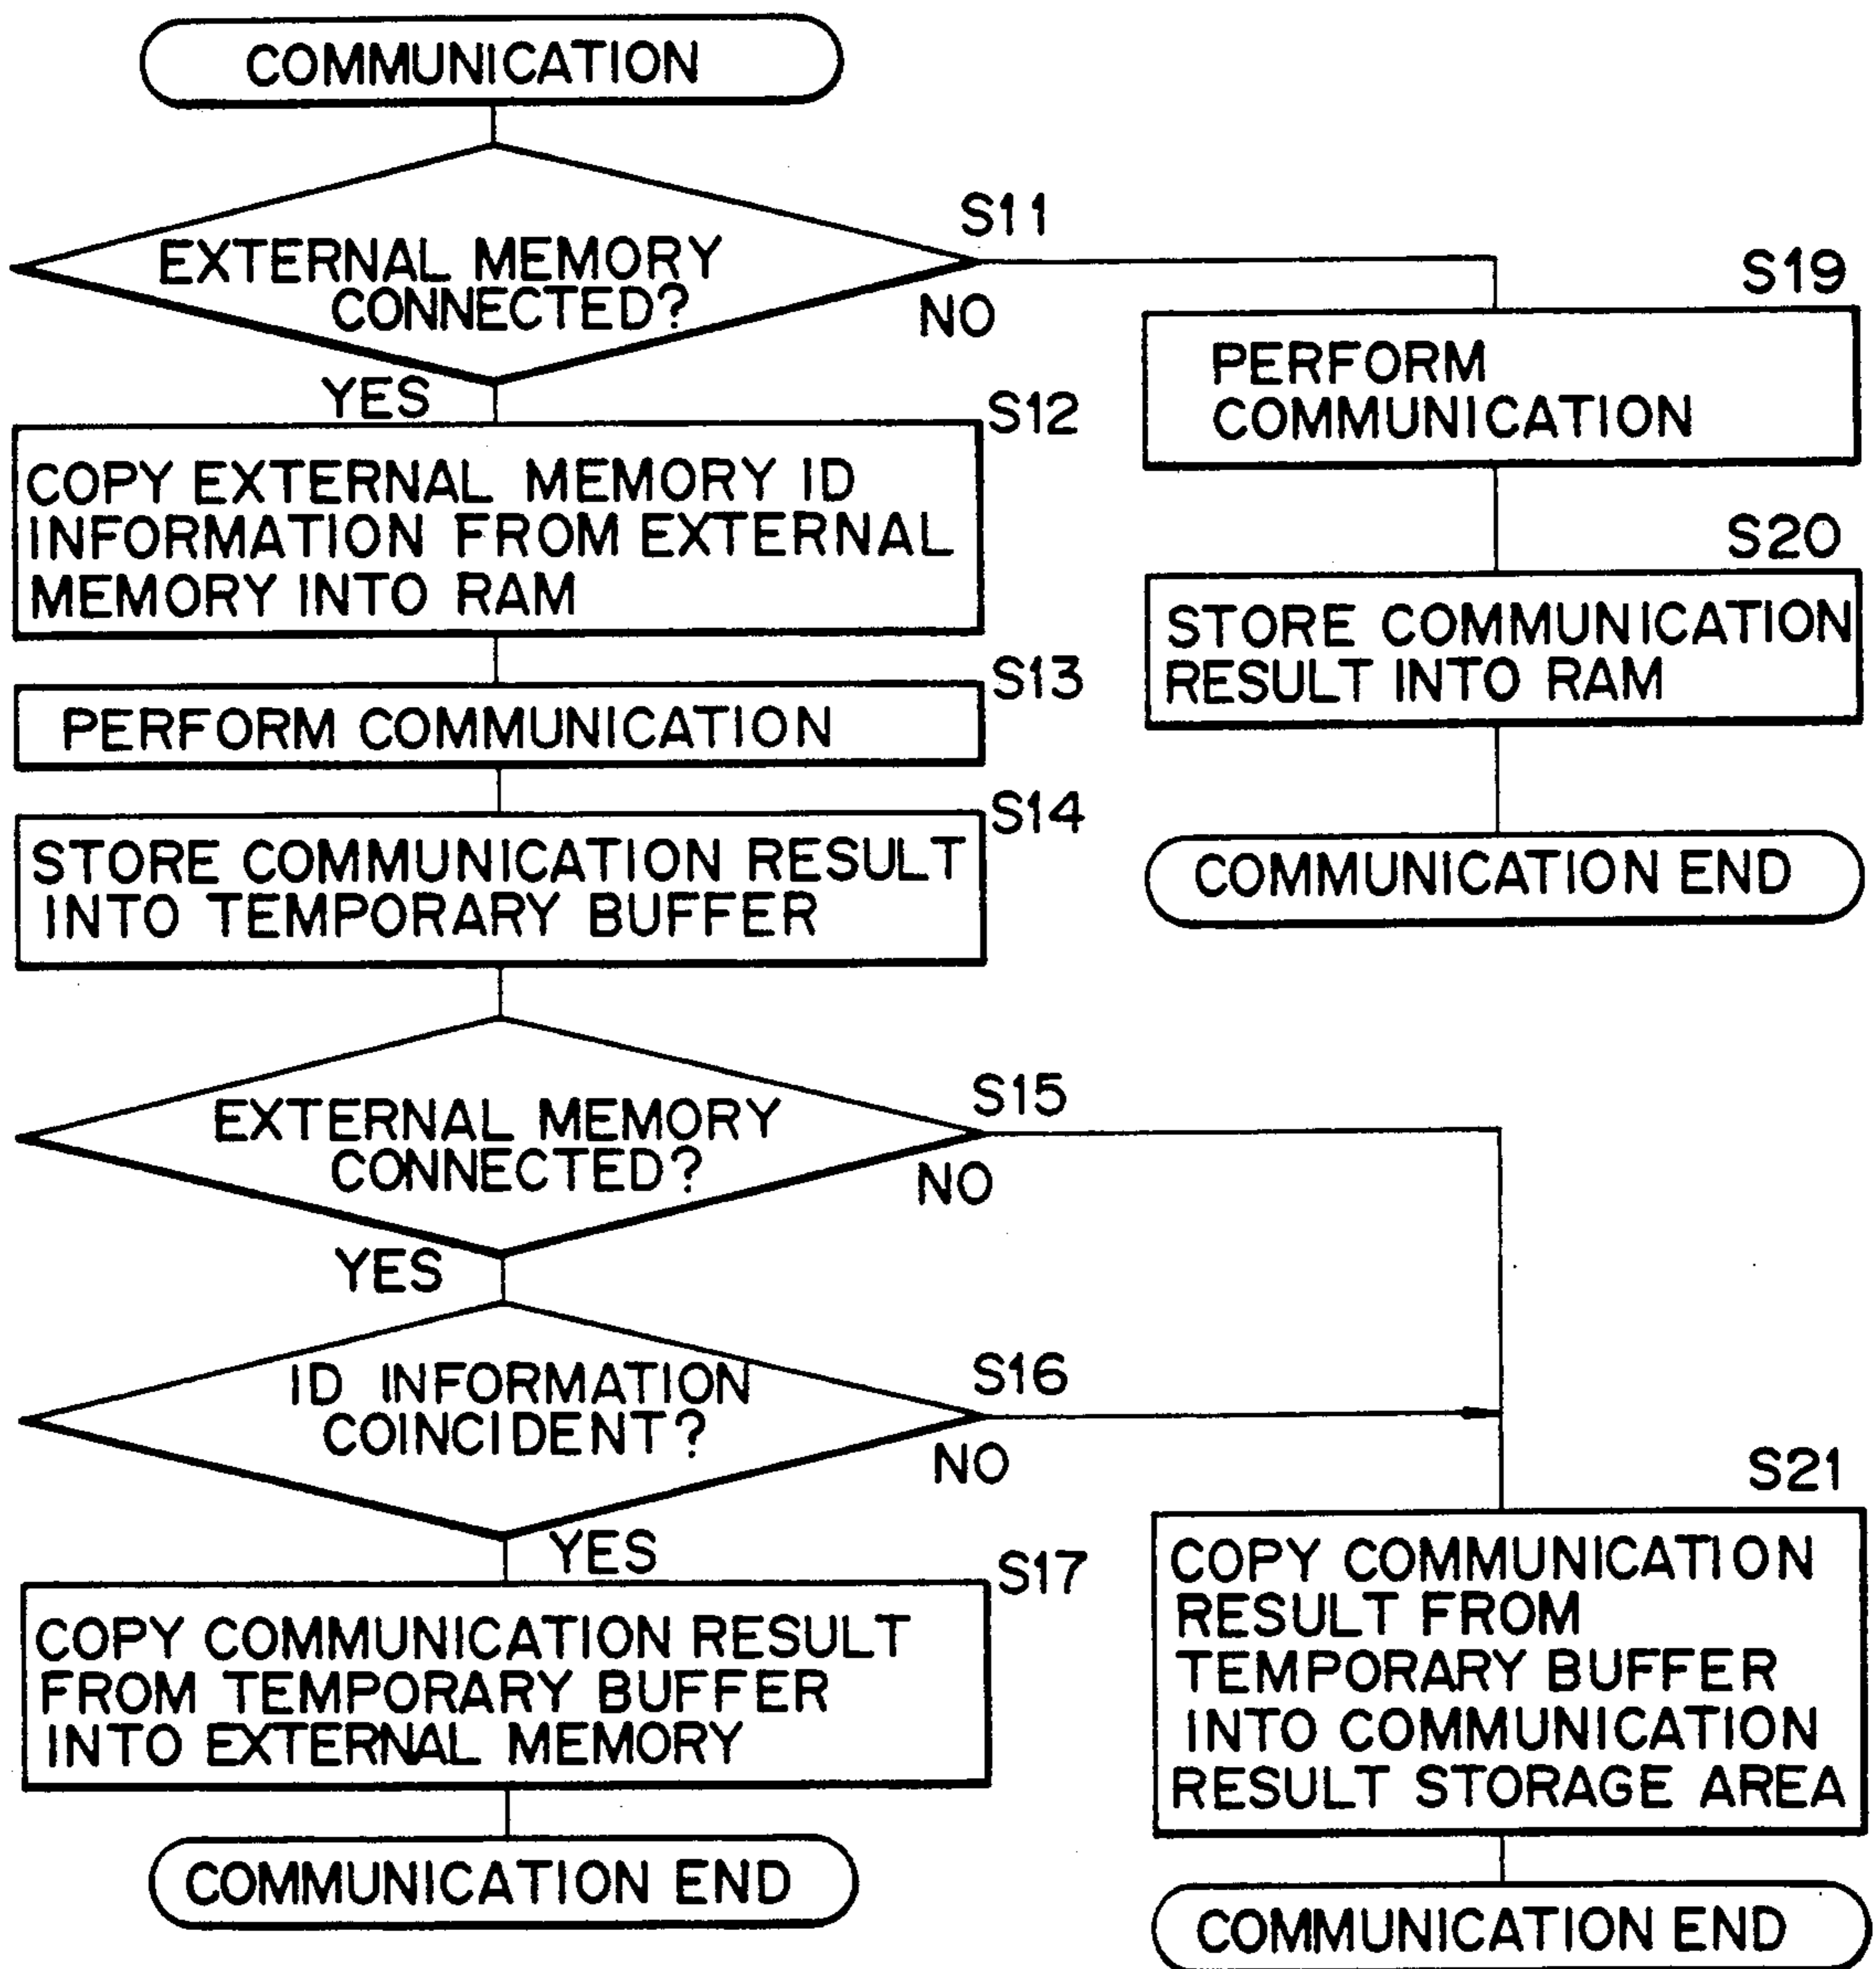 COMMUNICATION
S11
EXTERNAL MEMORY
CONNECTED?
NO
YES
S12
COPY EXTERNAL MEMORY ID
INFORMATION FROM EXTERNAL
MEMORY INTO RAM
S13
PERFORM COMMUNICATION
S14
STORE COMMUNICATION RESULT
INTO TEMPORARY BUFFER
S15
EXTERNAL MEMORY
CONNECTED?
NO
YES
S16
ID INFORMATION
COINCIDENT?
NO
YES
S17
COPY COMMUNICATION RESULT
FROM TEMPORARY BUFFER
INTO EXTERNAL MEMORY
COMMUNICATION END
S19
PERFORM
COMMUNICATION
S20
STORE COMMUNICATION
RESULT INTO RAM
COMMUNICATION END
S21
COPY COMMUNICATION
RESULT FROM
TEMPORARY BUFFER
INTO COMMUNICATION
RESULT STORAGE AREA
COMMUNICATION END